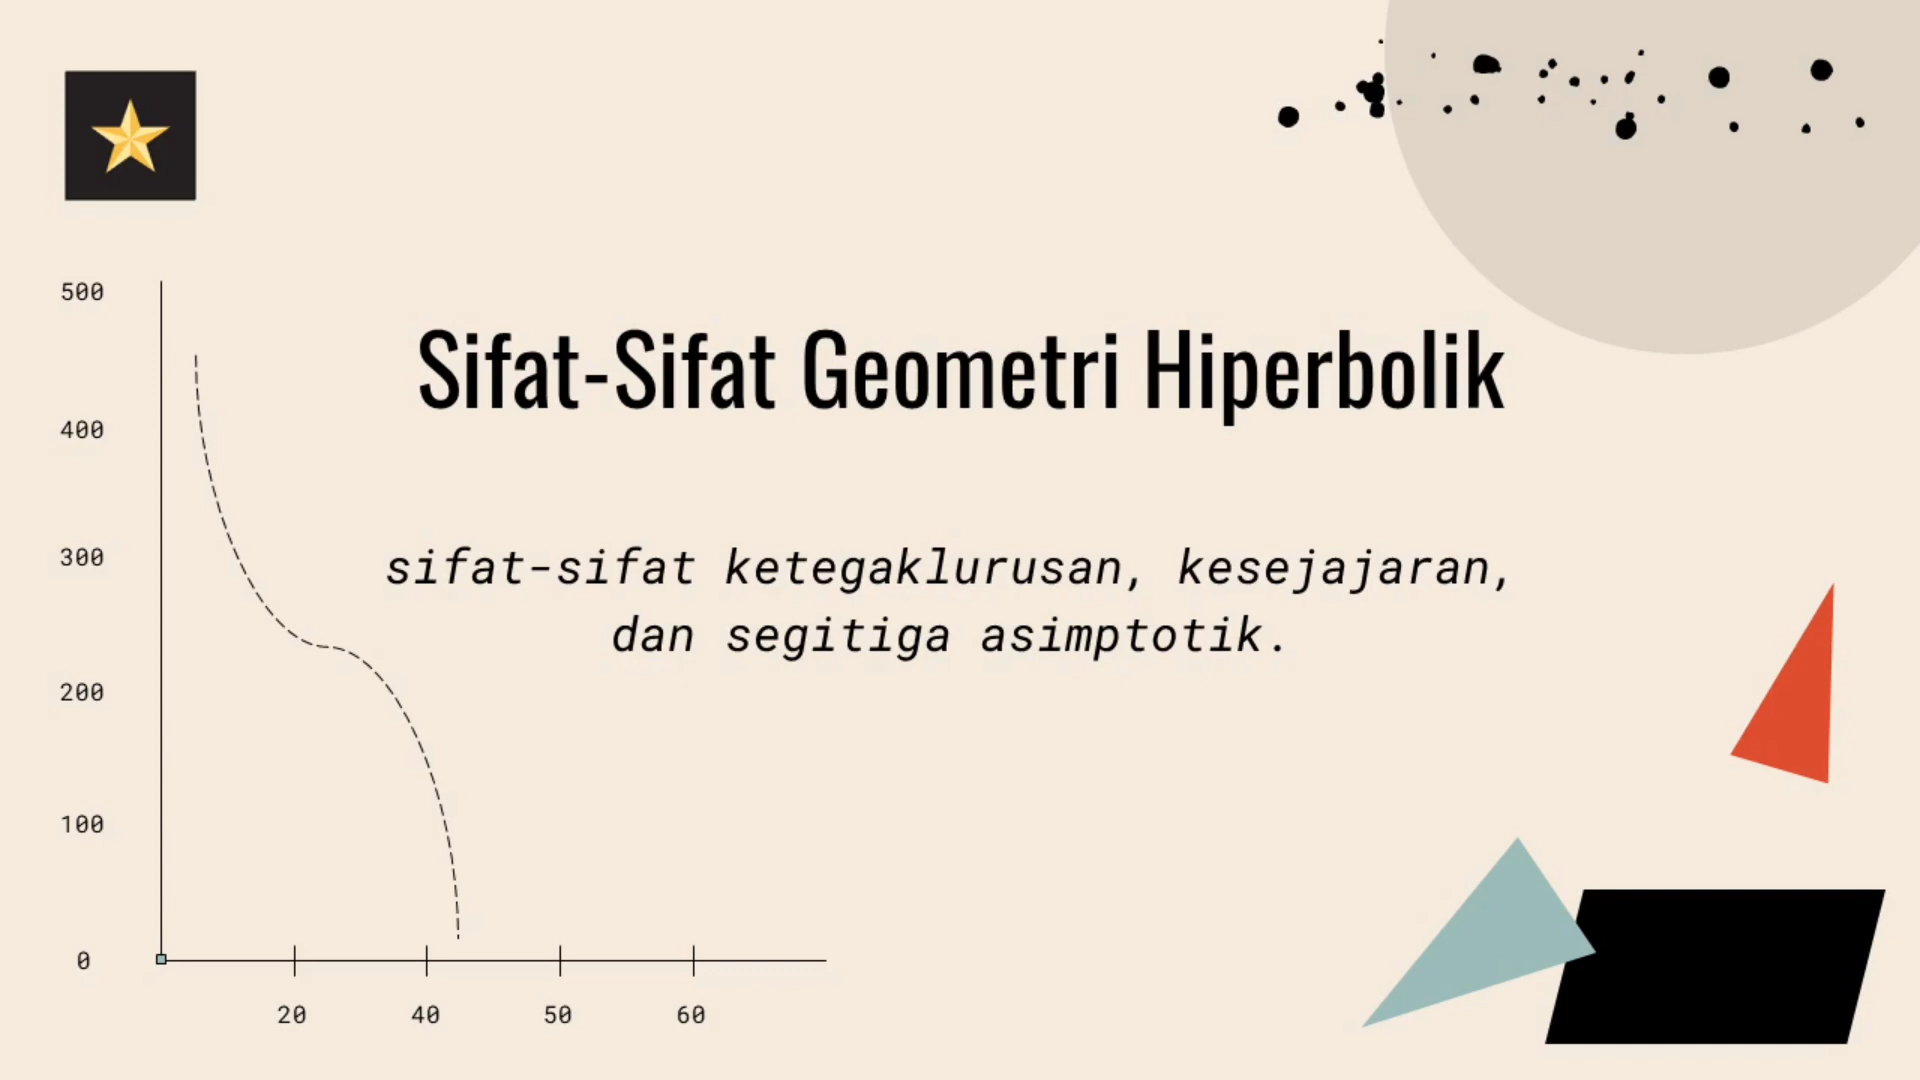 500
Sifat-Sifat Geometri Hiperbolik
400
300
sifat-sifat ketegaklurusan, kesejajaran,
dan segitiga asimptotik.
200
100
0
20 40 50 60